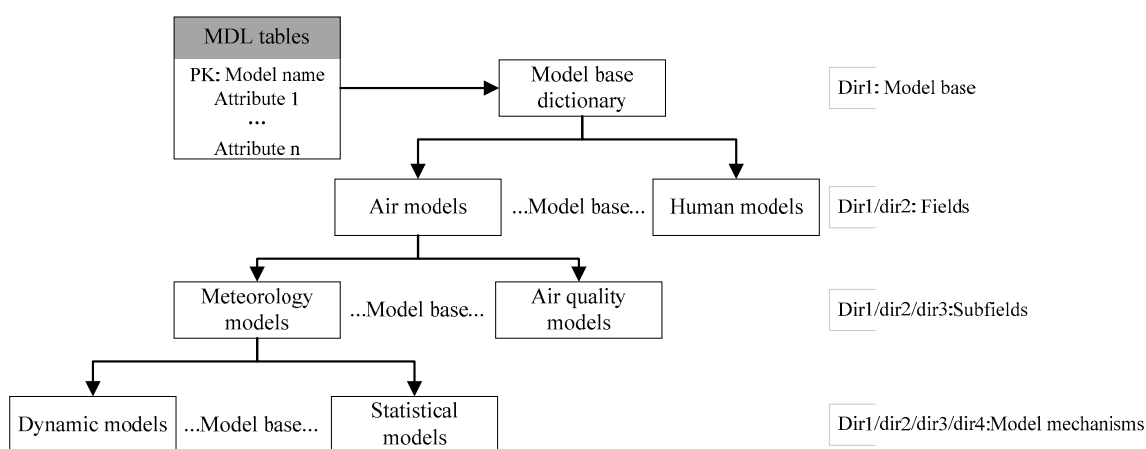 MDL tables
PK: Model name
Attribute 1
...
Attribute n
Model base
dictionary
Dir1: Model base
Air models
...Model base...
Human models
Dir1/dir2: Fields
Meteorology
models
...Model base...
Air quality
models
Dir1/dir2/dir3:Subfields
Dynamic models
...Model base...
Statistical
models
Dir1/dir2/dir3/dir4:Model mechanisms